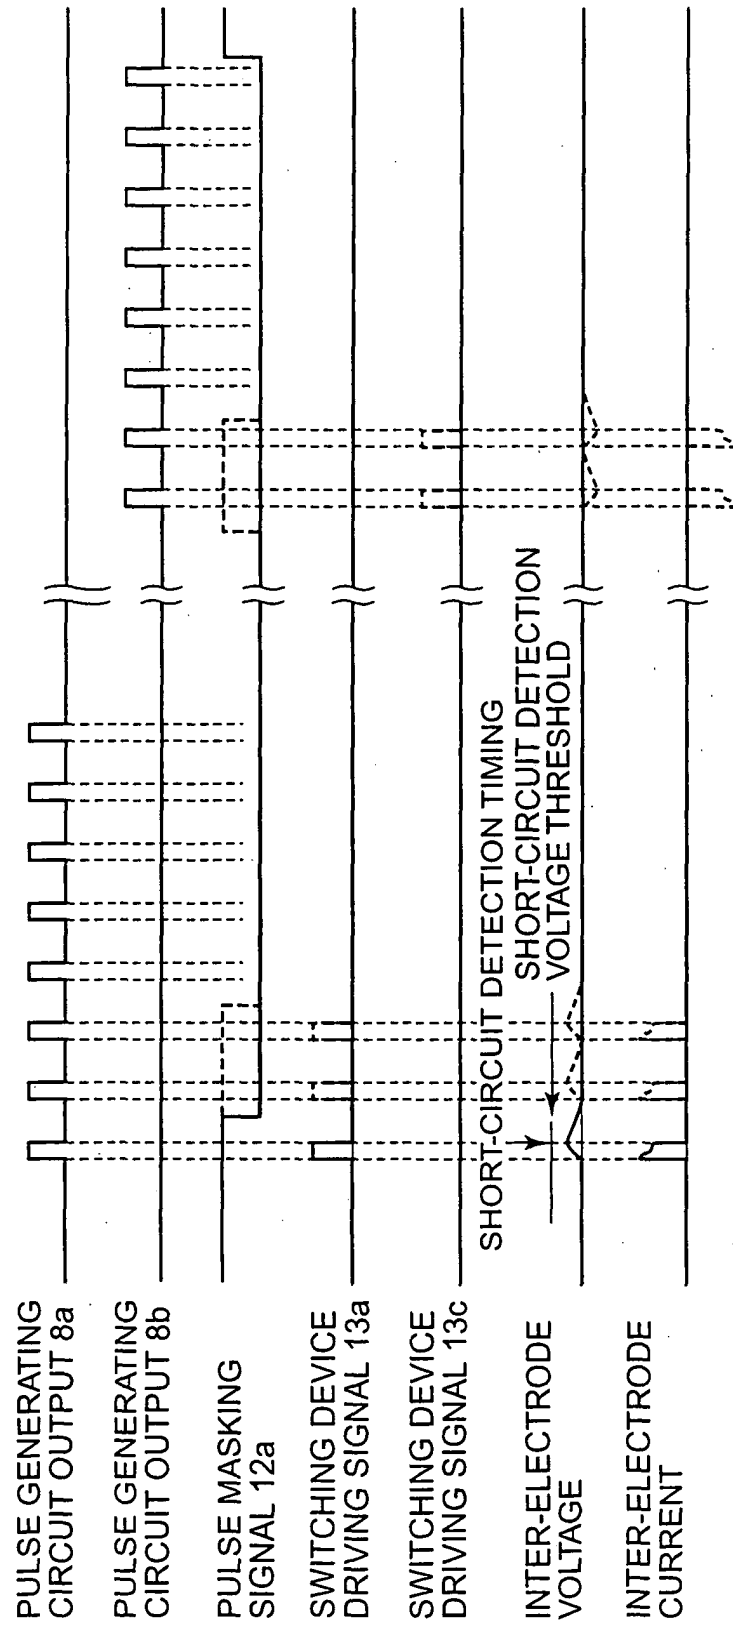 PULSE GENERATING
CIRCUIT OUTPUT 8a
PULSE GENERATING
CIRCUIT OUTPUT 8b
PULSE MASKING
SIGNAL 12a
SWITCHING DEVICE
DRIVING SIGNAL 13a
SWITCHING DEVICE
DRIVING SIGNAL 13c
SHORT-CIRCUIT DETECTION TIMING
SHORT-CIRCUIT DETECTION
VOLTAGE THRESHOLD
INTER-ELECTRODE
VOLTAGE
INTER-ELECTRODE
CURRENT